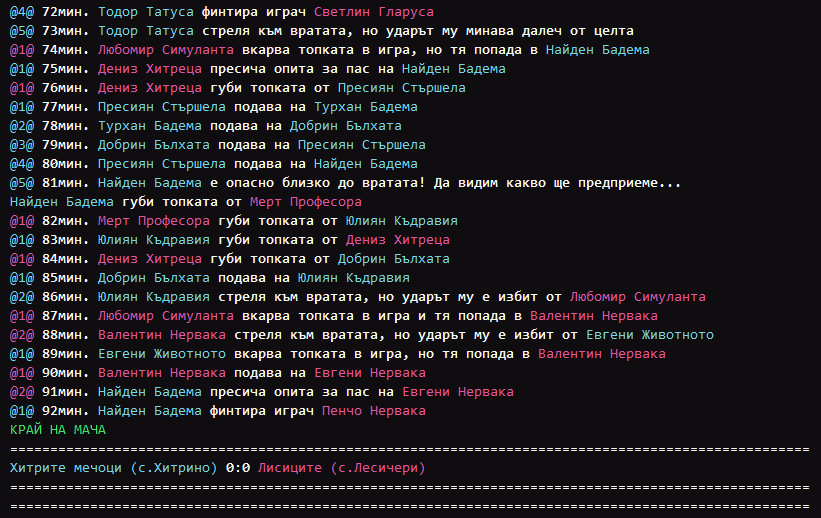 @4@ 72мин. Тодор Татуса финтира играч Светлин Гларуса
@5@ 73мин. Тодор Татуса стреля към вратата, но ударът му минава далеч от целта
@1@ 74мин. Любомир Симуланта вкарва топката в игра, но тя попада в Найден Бадема
@1@ 75мин. Дениз Хитреца пресича опита за пас на Найден Бадема
@1@ 76мин. Дениз Хитреца губи топката от Пресиян Стършела
@1@ 77мин. Пресиян Стършела подава на Турхан Бадема
@2@ 78мин. Турхан Бадема подава на Добрин Бълхата
@3@ 79мин. Добрин Бълхата подава на Пресиян Стършела
@4@ 80мин. Пресиян Стършела подава на Найден Бадема
@5@ 81мин. Найден Бадема е опасно близко до вратата! Да видим какво ще предприеме...
Найден Бадема губи топката от Мерт Професора
@1@ 82мин. Мерт Професора губи топката от Юлиян Къдравия
@1@ 83мин. Юлиян Къдравия губи топката от Дениз Хитреца
@1@ 84мин. Дениз Хитреца губи топката от Добрин Бълхата
@1@ 85мин. Добрин Бълхата подава на Юлиян Къдравия
@2@ 86мин. Юлиян Къдравия стреля към вратата, но ударът му е избит от Любомир Симуланта
@1@ 87мин. Любомир Симуланта вкарва топката в игра и тя попада в Валентин Нервака
@2@ 88мин. Валентин Нервака стреля към вратата, но ударът му е избит от Евгени Животното
@1@ 89мин. Евгени Животното вкарва топката в игра, но тя попада в Валентин Нервака
@1@ 90мин. Валентин Нервака подава на Евгени Нервака
@2@ 91мин. Найден Бадема пресича опита за пас на Евгени Нервака
@1@ 92мин. Найден Бадема финтира играч Пенчо Нервака
КРАЙ НА МАЧА
====================================================================================================
Хитрите мечоци (с.Хитрино) 0:0 Лисиците (с.Лесичери)
====================================================================================================
====================================================================================================